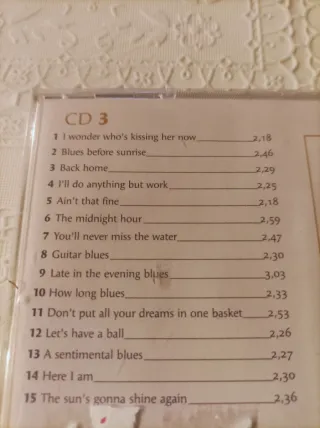 CD 3
1 I wonder who's kissing her now 2,18
2 Blues before sunrise 2,46
3 Back home 2,29
4 I'll do anything but work 2,25
5 Ain't that fine 2,18
6 The midnight hour 2,59
7 You'll never miss the water 2,47
8 Guitar blues 2,30
9 Late in the evening blues 3,03
10 How long blues 2,33
11 Don't put all your dreams in one basket 2,53
12 Let's have a ball 2,26
13 A sentimental blues 2,27
14 Here I am 2,30
15 The sun's gonna shine again 2,36